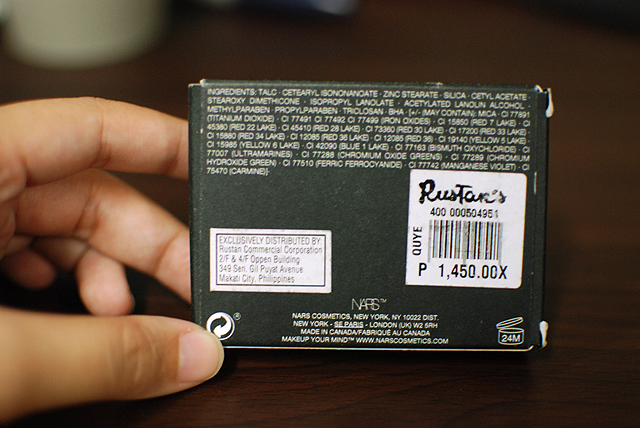 INGREDIENTS: TALC · CETEARYL ISONONANOATE · ZINC STEARATE · SILICA · CETYL ACETATE ·
STEAROXY DIMETHICONE · ISOPROPYL LANOLATE · ACETYLATED LANOLIN ALCOHOL ·
METHYLPARABEN · PROPYLPARABEN · TRICLOSAN · BHA · [+/- (MAY CONTAIN): MICA · CI 77891
(TITANIUM DIOXIDE) · CI 77491 CI 77492 CI 77499 (IRON OXIDES) · CI 15850 (RED 7 LAKE) · CI
45380 (RED 22 LAKE) · CI 45410 (RED 28 LAKE) · CI 73360 (RED 30 LAKE) · CI 17200 (RED 33 LAKE)
· CI 15880 (RED 34 LAKE) · CI 12085 (RED 36 LAKE) · CI 12085 (RED 36) · CI 19140 (YELLOW 5 LAKE)
· CI 15985 (YELLOW 6 LAKE) · CI 42090 (BLUE 1 LAKE) · CI 77163 (BISMUTH OXYCHLORIDE) · CI
77007 (ULTRAMARINES) · CI 77288 (CHROMIUM OXIDE GREENS) · CI 77289 (CHROMIUM
HYDROXIDE GREEN) · CI 77510 (FERRIC FERROCYANIDE) · CI 77742 (MANGANESE VIOLET) · CI
75470 (CARMINE)]
Rustan's
400 000504951
QUYE
P 1,450.00X
EXCLUSIVELY DISTRIBUTED BY
Rustan Commercial Corporation
2/F & 4/F Oppen Building
349 Sen. Gil Puyat Avenue
Makati City, Philippines
NARS™
NARS COSMETICS, NEW YORK, NY 10022 DIST.
NEW YORK - SE PARIS - LONDON (UK) W2 5RH
MADE IN CANADA/FABRIQUÉ AU CANADA
MAKEUP YOUR MIND™ WWW.NARSCOSMETICS.COM
24M